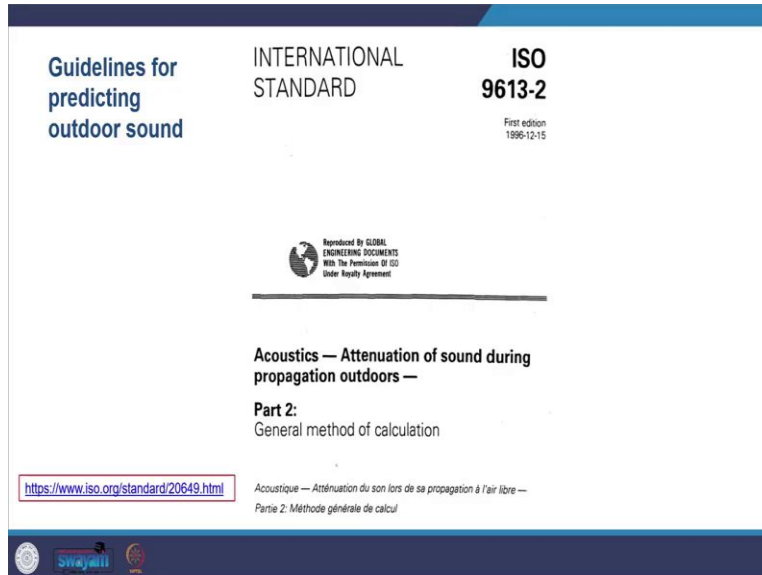 Guidelines for
predicting
outdoor sound
INTERNATIONAL
STANDARD
ISO
9613-2
First edition
1996-12-15
Reproduced By GLOBAL
ENGINEERING DOCUMENTS
With The Permission Of ISO
Under Royalty Agreement
Acoustics — Attenuation of sound during
propagation outdoors —
Part 2:
General method of calculation
Acoustique — Atténuation du son lors de sa propagation à l'air libre —
Partie 2: Méthode générale de calcul
https://www.iso.org/standard/20649.html
swayam